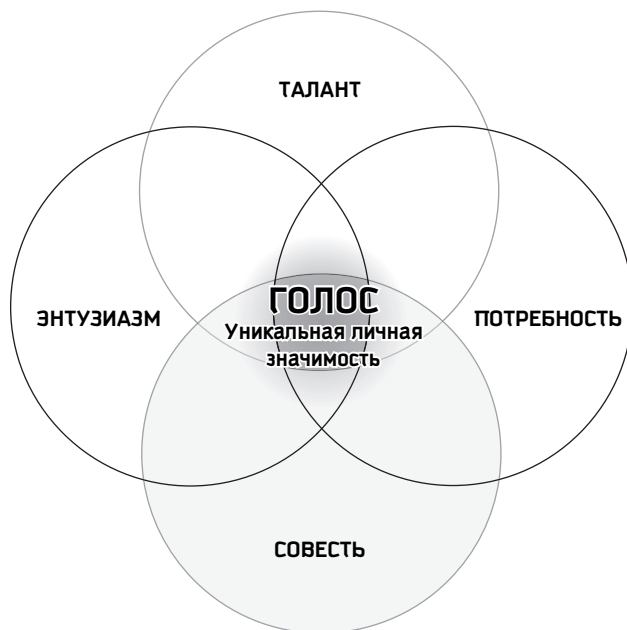 ТАЛАНТ
ЭНТУЗИАЗМ
ГОЛОС
Уникальная личная
значимость
ПОТРЕБНОСТЬ
СОВЕСТЬ